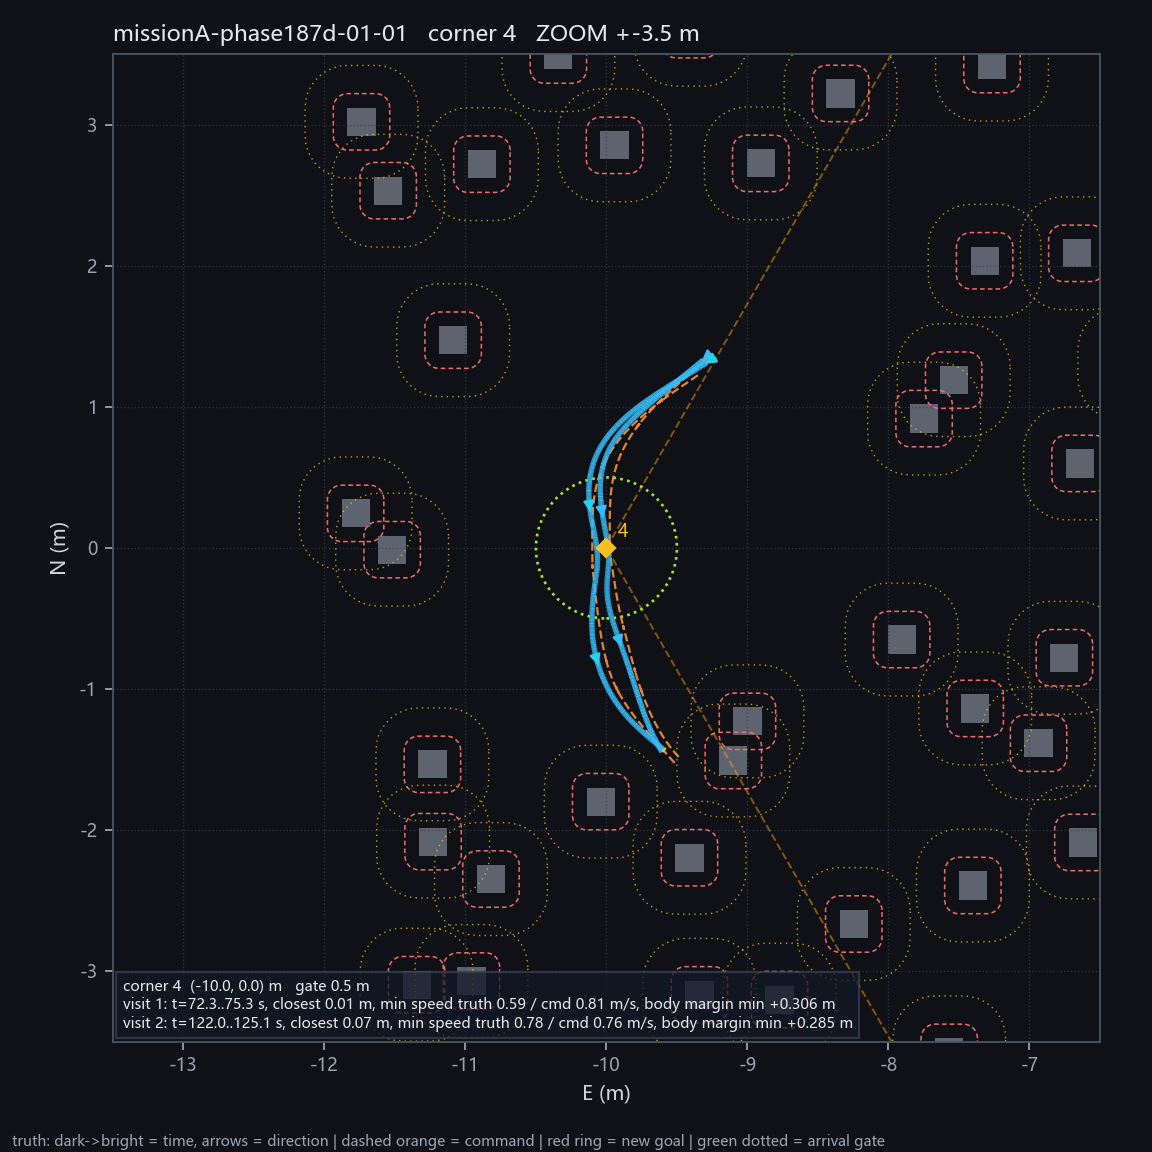 missionA-phase187d-01-01 corner 4 ZOOM +-3.5 m
3
2
1
0
-1
-2
-3
N (m)
4
corner 4 (-10.0, 0.0) m gate 0.5 m
visit 1: t=72.3..75.3 s, closest 0.01 m, min speed truth 0.59 / cmd 0.81 m/s, body margin min +0.306 m
visit 2: t=122.0..125.1 s, closest 0.07 m, min speed truth 0.78 / cmd 0.76 m/s, body margin min +0.285 m
-13 -12 -11 -10 -9 -8 -7
E (m)
truth: dark->bright = time, arrows = direction | dashed orange = command | red ring = new goal | green dotted = arrival gate